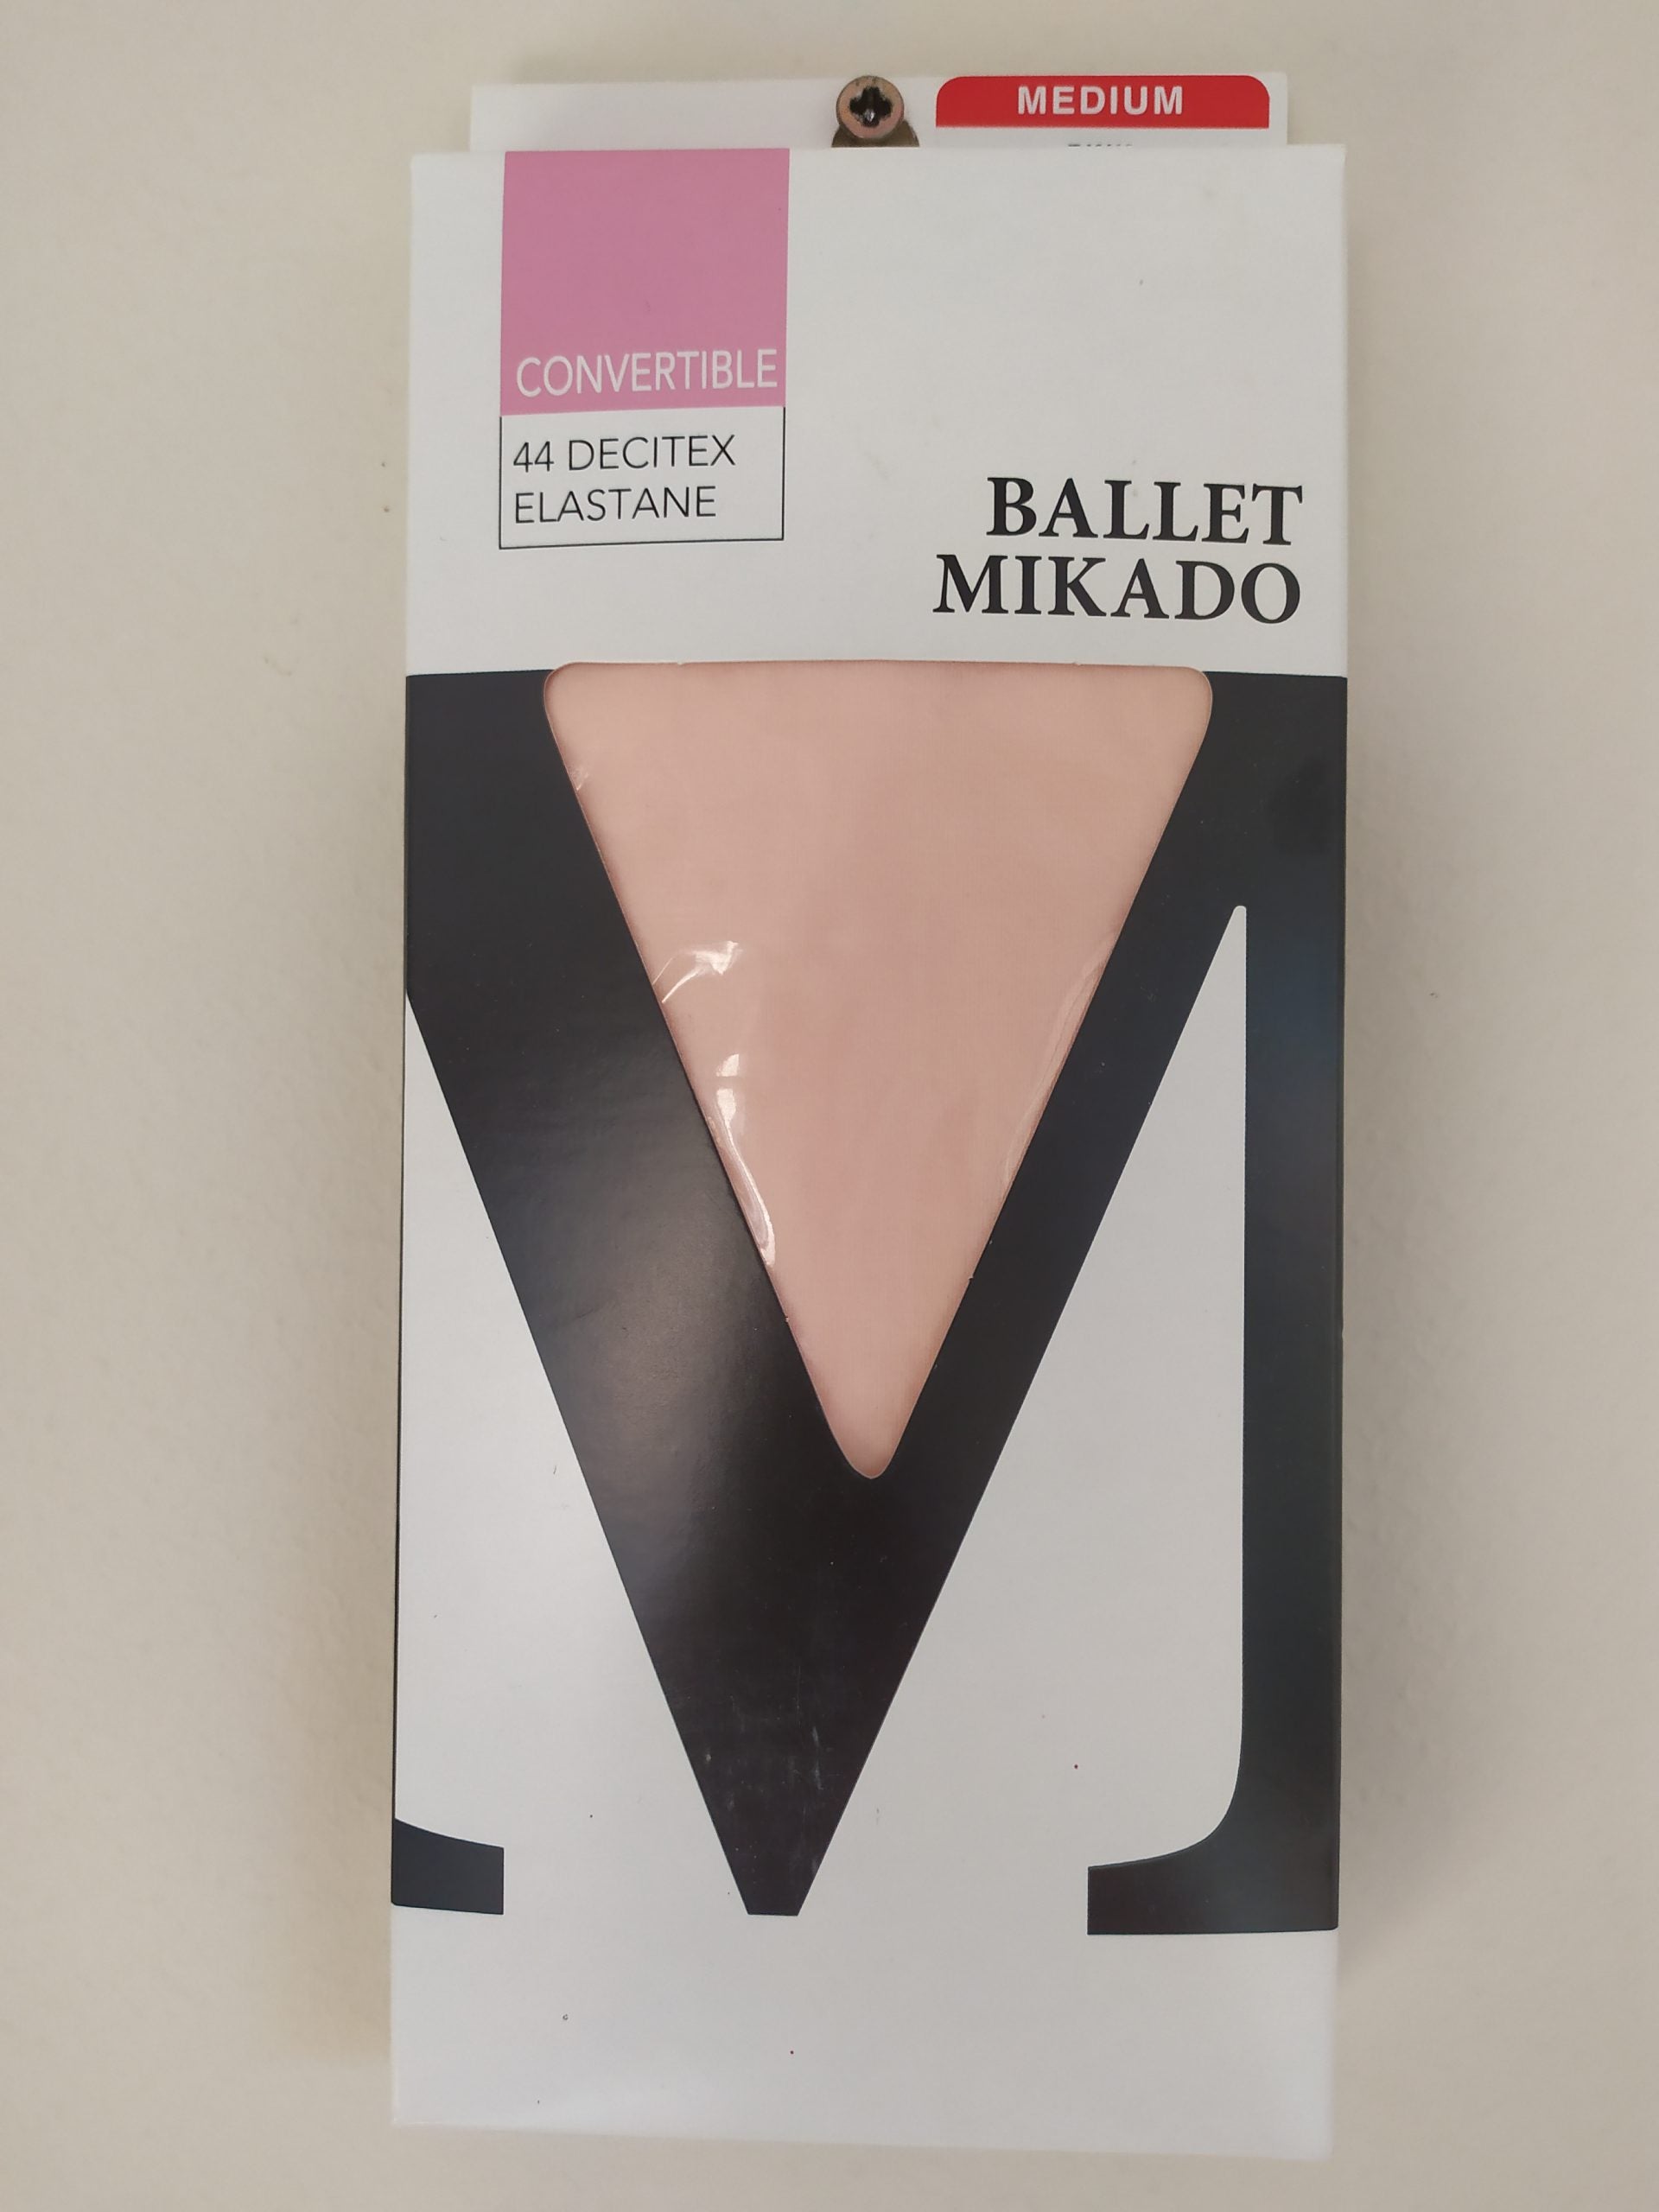 MEDIUM
CONVERTIBLE
44 DECITEX
ELASTANE
BALLET
MIKADO
M